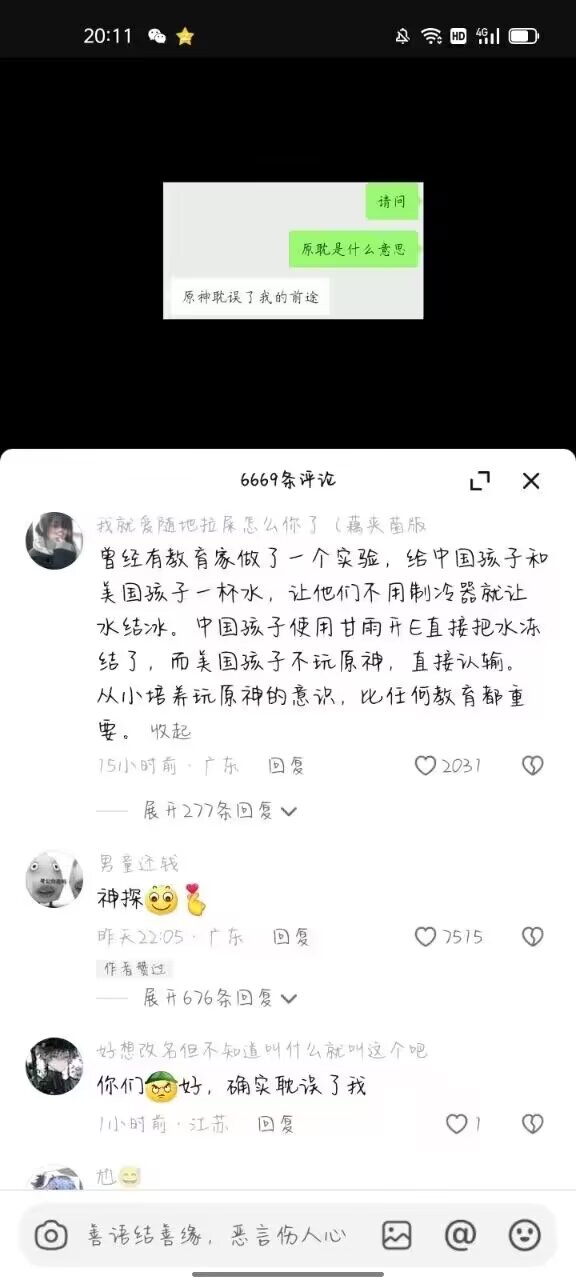 20:11
HD 4G
请问
原耽是什么意思
原神耽误了我的前途
6669条评论
我就爱随地拉屎怎么你了（藕夹菌版
曾经有教育家做了一个实验，给中国孩子和
美国孩子一杯水，让他们不用制冷器就让
水结冰。中国孩子使用甘雨开E直接把水冻
结了，而美国孩子不玩原神，直接认输。
从小培养玩原神的意识，比任何教育都重
要。 收起
15小时前·广东 回复 2031
展开277条回复
男童还钱
神探
昨天22:05·广东 回复 7515
作者赞过
展开676条回复
好想改名但不知道叫什么就叫这个吧
你们好，确实耽误了我
1小时前·江苏 回复 1
尬
善语结善缘，恶言伤人心